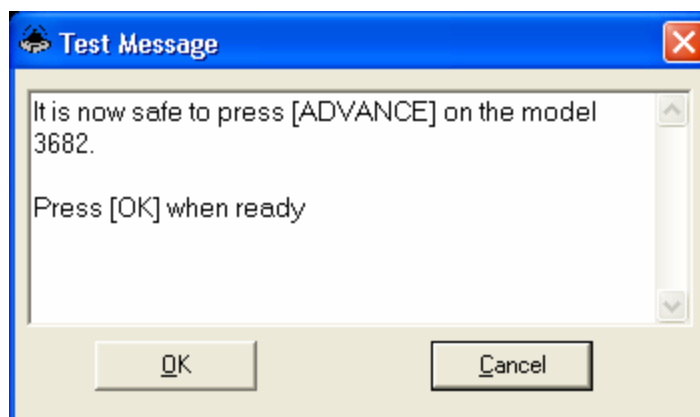 Test Message
It is now safe to press [ADVANCE] on the model
3682.
Press [OK] when ready
OK
Cancel